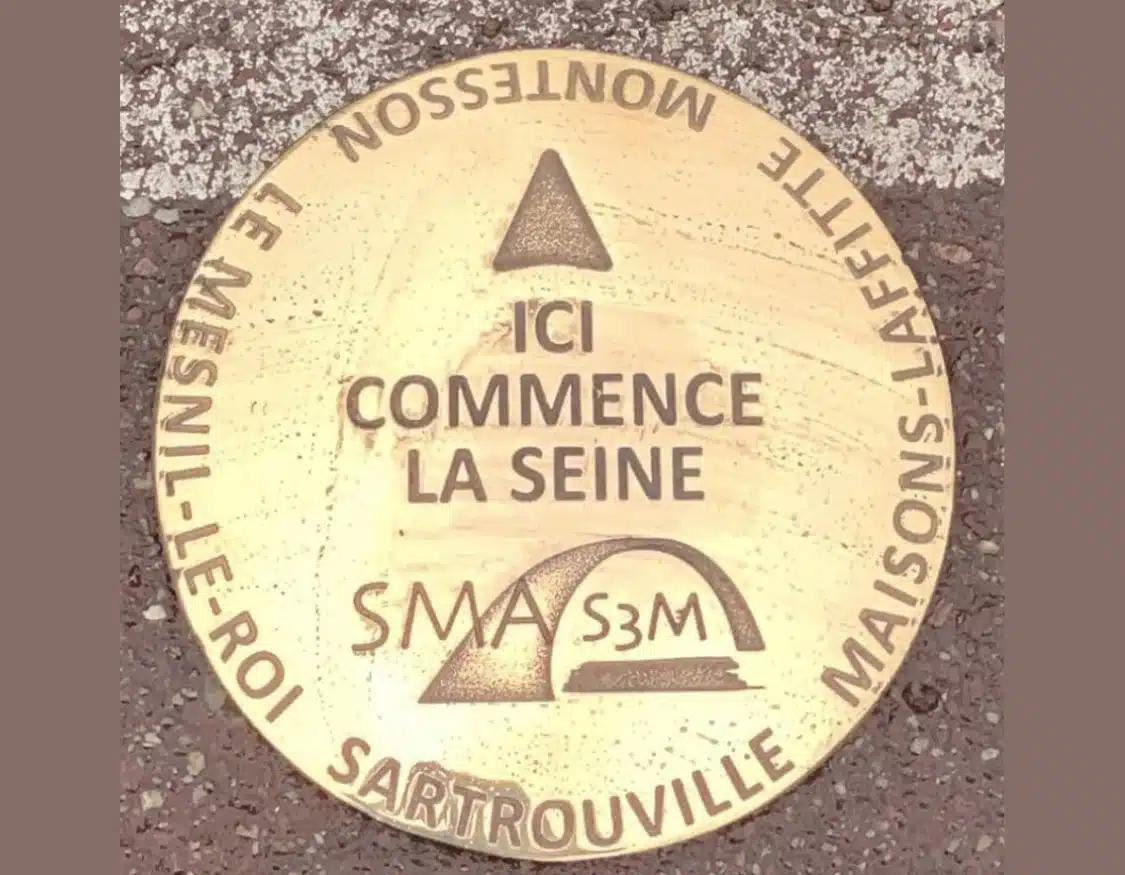 ICI
COMMENCE
LA SEINE
SMA S3M
SARTROUVILLE
MAISONS-LAFFITTE
MONTESSON
LE MESNIL-LE-ROI